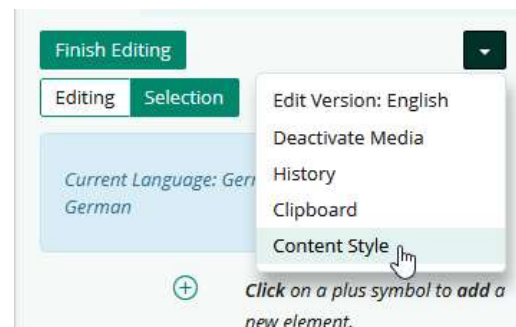 Finish Editing
Editing Selection
Edit Version: English
Deactivate Media
History
Clipboard
Content Style
Current Language:
German
Click on a plus symbol to add a
new element.